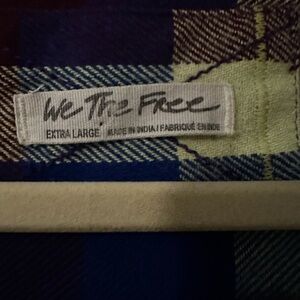 We The Free
EXTRA LARGE MADE IN INDIA / FABRIQUÉ EN INDE